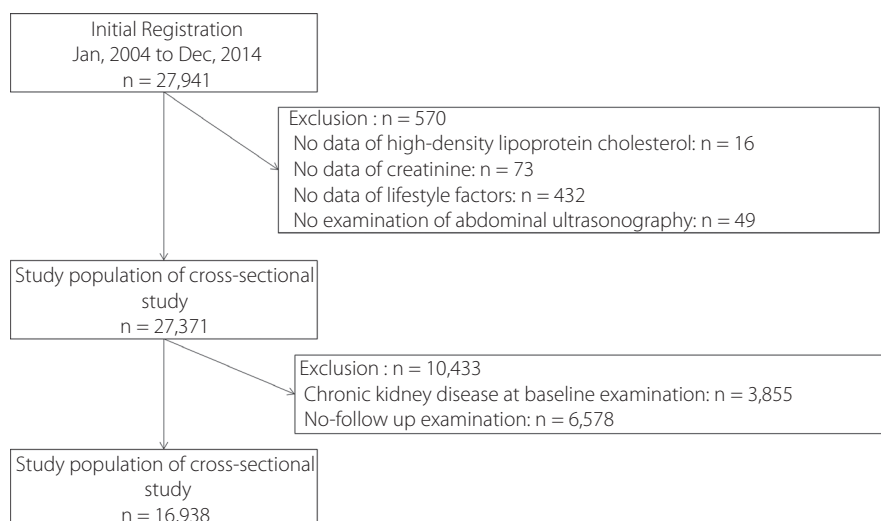 Initial Registration
Jan, 2004 to Dec, 2014
n = 27,941
Exclusion : n = 570
No data of high-density lipoprotein cholesterol: n = 16
No data of creatinine: n = 73
No data of lifestyle factors: n = 432
No examination of abdominal ultrasonography: n = 49
Study population of cross-sectional
study
n = 27,371
Exclusion : n = 10,433
Chronic kidney disease at baseline examination: n = 3,855
No-follow up examination: n = 6,578
Study population of cross-sectional
study
n = 16,938